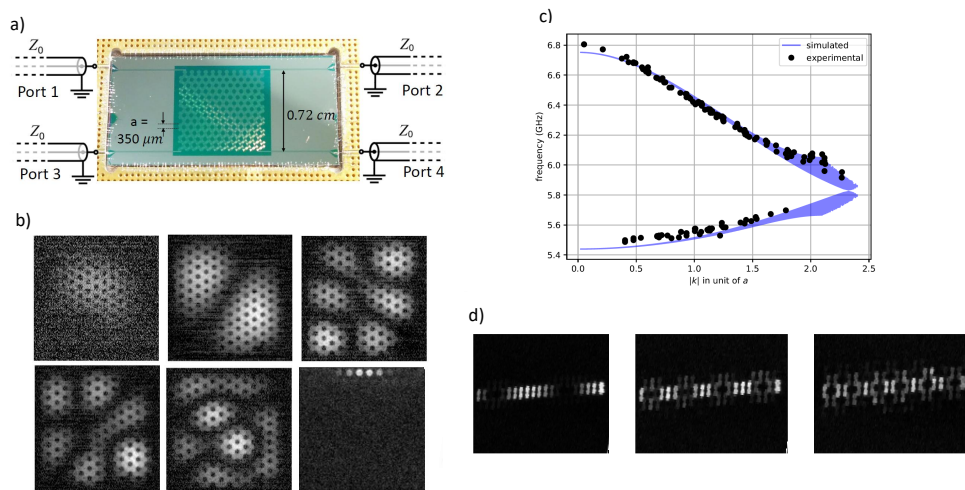 a)
Z₀
Z₀
Port 1
Port 2
0.72 cm
a =
350 μm
Z₀
Z₀
Port 3
Port 4
b)
c)
6.8
6.6
6.4
6.2
6.0
5.8
5.6
5.4
frequency (GHz)
simulated
experimental
0.0 0.5 1.0 1.5 2.0 2.5
|k| in unit of a
d)